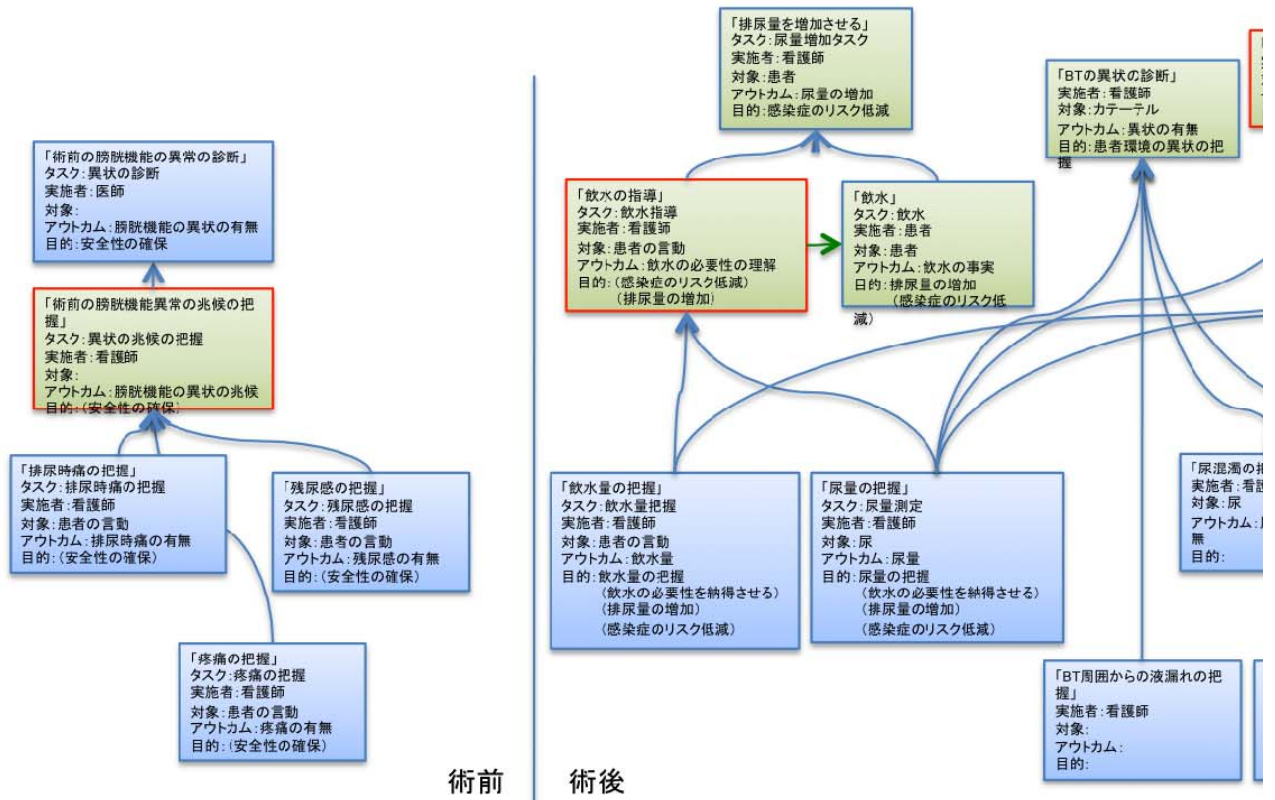 「術前の膀胱機能の異常の診断」
タスク:異状の診断
実施者:医師
対象:
アウトカム:膀胱機能の異状の有無
目的:安全性の確保
「術前の膀胱機能異常の兆候の把
握」
タスク:異状の兆候の把握
実施者:看護師
対象:
アウトカム:膀胱機能の異状の兆候
目的:(安全性の確保)
「排尿時痛の把握」
タスク:排尿時痛の把握
実施者:看護師
対象:患者の言動
アウトカム:排尿時痛の有無
目的:(安全性の確保)
「残尿感の把握」
タスク:残尿感の把握
実施者:看護師
対象:患者の言動
アウトカム:残尿感の有無
目的:(安全性の確保)
「疼痛の把握」
タスク:疼痛の把握
実施者:看護師
対象:患者の言動
アウトカム:疼痛の有無
目的:(安全性の確保)
術前
「排尿量を増加させる」
タスク:尿量増加タスク
実施者:看護師
対象:患者
アウトカム:尿量の増加
目的:感染症のリスク低減
「飲水の指導」
タスク:飲水指導
実施者:看護師
対象:患者の言動
アウトカム:飲水の必要性の理解
目的:(感染症のリスク低減)
(排尿量の増加)
「飲水」
タスク:飲水
実施者:患者
対象:患者
アウトカム:飲水の事実
目的:排尿量の増加
(感染症のリスク低
減)
「BTの異状の診断」
実施者:看護師
対象:カテーテル
アウトカム:異状の有無
目的:患者環境の異状の把
握
「飲水量の把握」
タスク:飲水量把握
実施者:看護師
対象:患者の言動
アウトカム:飲水量
目的:飲水量の把握
(飲水の必要性を納得させる)
(排尿量の増加)
(感染症のリスク低減)
「尿量の把握」
タスク:尿量測定
実施者:看護師
対象:尿
アウトカム:尿量
目的:尿量の把握
(飲水の必要性を納得させる)
(排尿量の増加)
(感染症のリスク低減)
「尿混濁の
実施者:看
対象:尿
アウトカム:
無
目的:
「BT周囲からの液漏れの把
握」
実施者:看護師
対象:
アウトカム:
目的:
術後